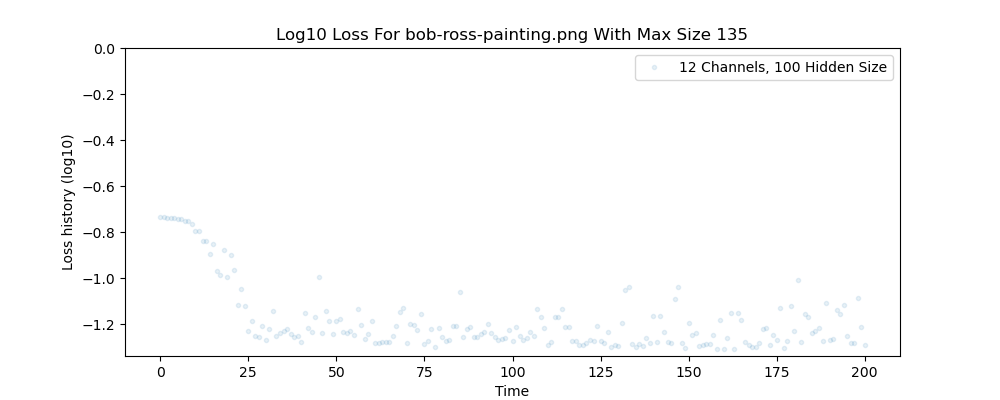 Log10 Loss For bob-ross-painting.png With Max Size 135
12 Channels, 100 Hidden Size
Loss history (log10)
0.0
−0.2
−0.4
−0.6
−0.8
−1.0
−1.2
0 25 50 75 100 125 150 175 200
Time